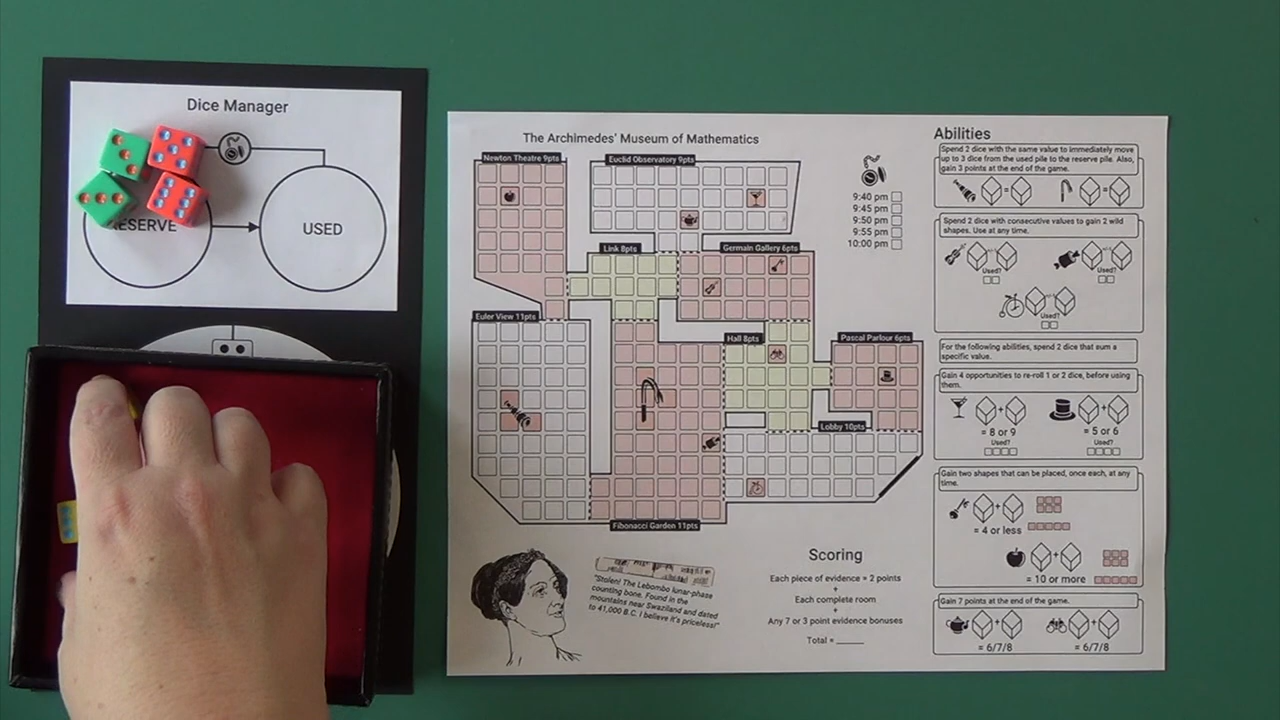 Dice Manager
RESERVE
USED
The Archimedes' Museum of Mathematics
Newton Theatre 9pts
Euclid Observatory 9pts
Link 8pts
Germain Gallery 6pts
Euler View 11pts
Hall 8pts
Pascal Parlour 6pts
Lobby 10pts
Fibonacci Garden 11pts
9:40 pm
9:45 pm
9:50 pm
9:55 pm
10:00 pm
"Stolen! The Lebombo lunar-phase
counting bone. Found in the
mountains near Swaziland and dated
to 41,000 B.C. I believe it's priceless!"
Scoring
Each piece of evidence = 2 points
+
Each complete room
+
Any 7 or 3 point evidence bonuses
Total = ______
Abilities
Spend 2 dice with the same value to immediately move
up to 3 dice from the used pile to the reserve pile. Also,
gain 3 points at the end of the game.
=
=
Spend 2 dice with consecutive values to gain 2 wild
shapes. Use at any time.
Used?
Used?
Used?
For the following abilities, spend 2 dice that sum a
specific value.
Gain 4 opportunities to re-roll 1 or 2 dice, before using
them.
+
= 8 or 9
Used?
+
= 5 or 6
Used?
Gain two shapes that can be placed, once each, at any
time.
+
= 4 or less
+
= 10 or more
Gain 7 points at the end of the game.
+
= 6/7/8
+
= 6/7/8